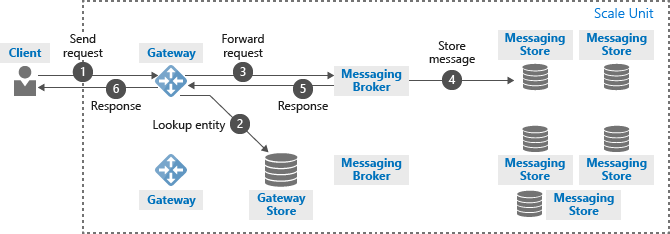 Scale Unit
Client
Send
request
Gateway
Forward
request
Store
message
Messaging
Store
Messaging
Store
1
3
Messaging
Broker
4
6
5
Response
Response
Lookup entity
2
Messaging
Broker
Messaging
Store
Messaging
Store
Gateway
Gateway
Store
Messaging
Store